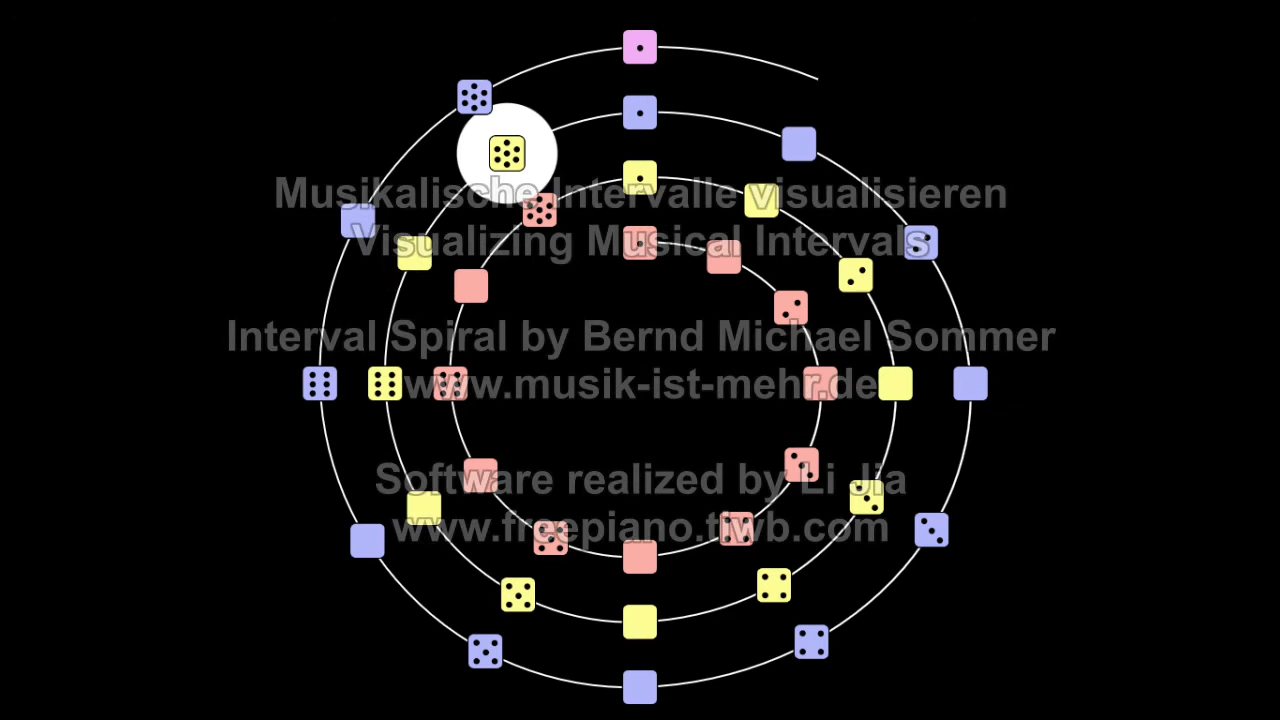 Musikalische Intervalle visualisieren
Visualizing Musical Intervals
Interval Spiral by Bernd Michael Sommer
www.musik-ist-mehr.de
Software realized by Li Jia
www.freepiano.tiwb.com